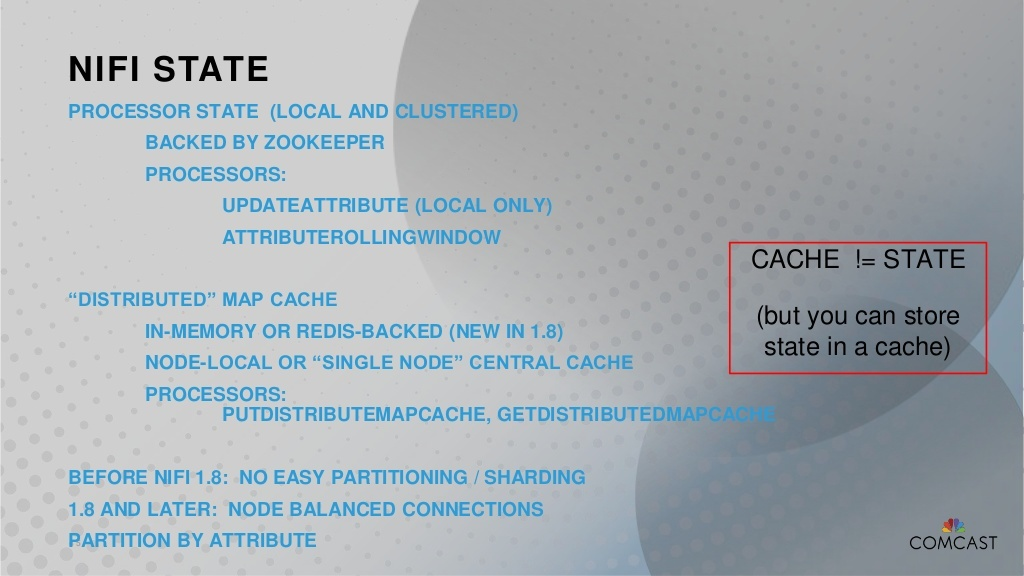 NIFI STATE
PROCESSOR STATE  (LOCAL AND CLUSTERED)
BACKED BY ZOOKEEPER
PROCESSORS:
UPDATEATTRIBUTE (LOCAL ONLY)
ATTRIBUTEROLLINGWINDOW
“DISTRIBUTED” MAP CACHE
IN-MEMORY OR REDIS-BACKED (NEW IN 1.8)
NODE-LOCAL OR “SINGLE NODE” CENTRAL CACHE
PROCESSORS:
PUTDISTRIBUTEMAPCACHE, GETDISTRIBUTEDMAPCACHE
BEFORE NIFI 1.8:  NO EASY PARTITIONING / SHARDING
1.8 AND LATER:  NODE BALANCED CONNECTIONS
PARTITION BY ATTRIBUTE
CACHE  != STATE
(but you can store
state in a cache)
COMCAST